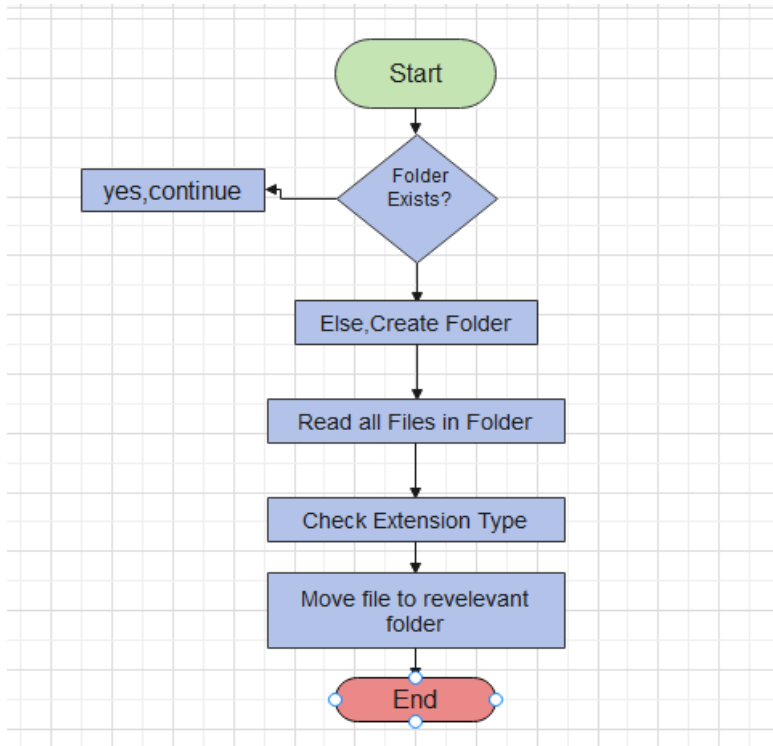 Start
Folder
Exists?
yes,continue
Else,Create Folder
Read all Files in Folder
Check Extension Type
Move file to revelevant
folder
End